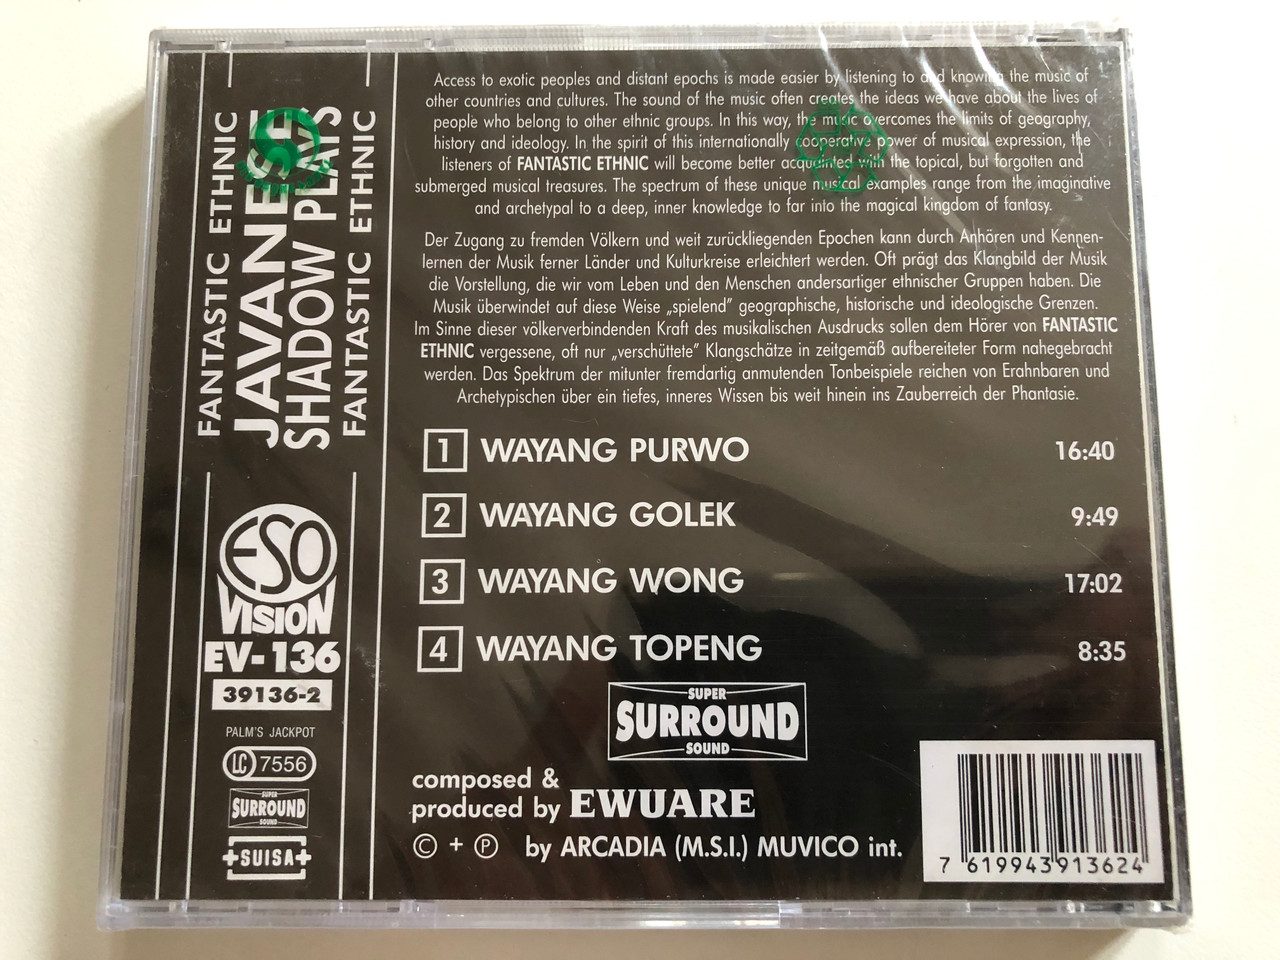 FANTASTIC ETHNIC
JAVANESE
SHADOW PLAYS
FANTASTIC ETHNIC
ESO
VISION
EV-136
39136-2
PALM'S JACKPOT
LC 7556
SUPER
SURROUND
SOUND
+SUISA+
Access to exotic peoples and distant epochs is made easier by listening to and knowing the music of
other countries and cultures. The sound of the music often creates the ideas we have about the lives of
people who belong to other ethnic groups. In this way, the music overcomes the limits of geography,
history and ideology. In the spirit of this internationally cooperative power of musical expression, the
listeners of FANTASTIC ETHNIC will become better acquainted with the topical, but forgotten and
submerged musical treasures. The spectrum of these unique musical examples range from the imaginative
and archetypal to a deep, inner knowledge to far into the magical kingdom of fantasy.
Der Zugang zu fremden Völkern und weit zurückliegenden Epochen kann durch Anhören und Kennen-
lernen der Musik ferner Länder und Kulturkreise erleichtert werden. Oft prägt das Klangbild der Musik
die Vorstellung, die wir vom Leben und den Menschen andersartiger ethnischer Gruppen haben. Die
Musik überwindet auf diese Weise „spielend” geographische, historische und ideologische Grenzen.
Im Sinne dieser völkerverbindenden Kraft des musikalischen Ausdrucks sollen dem Hörer von FANTASTIC
ETHNIC vergessene, oft nur „verschüttete” Klangschätze in zeitgemäß aufbereiteter Form nahegebracht
werden. Das Spektrum der mitunter fremdartig anmutenden Tonbeispiele reichen von Erahnbaren und
Archetypischen über ein tiefes, inneres Wissen bis weit hinein ins Zauberreich der Phantasie.
1 WAYANG PURWO 16:40
2 WAYANG GOLEK 9:49
3 WAYANG WONG 17:02
4 WAYANG TOPENG 8:35
SUPER
SURROUND
SOUND
composed &
produced by EWUARE
© + ℗ by ARCADIA (M.S.I.) MUVICO int.
7 619943 913624